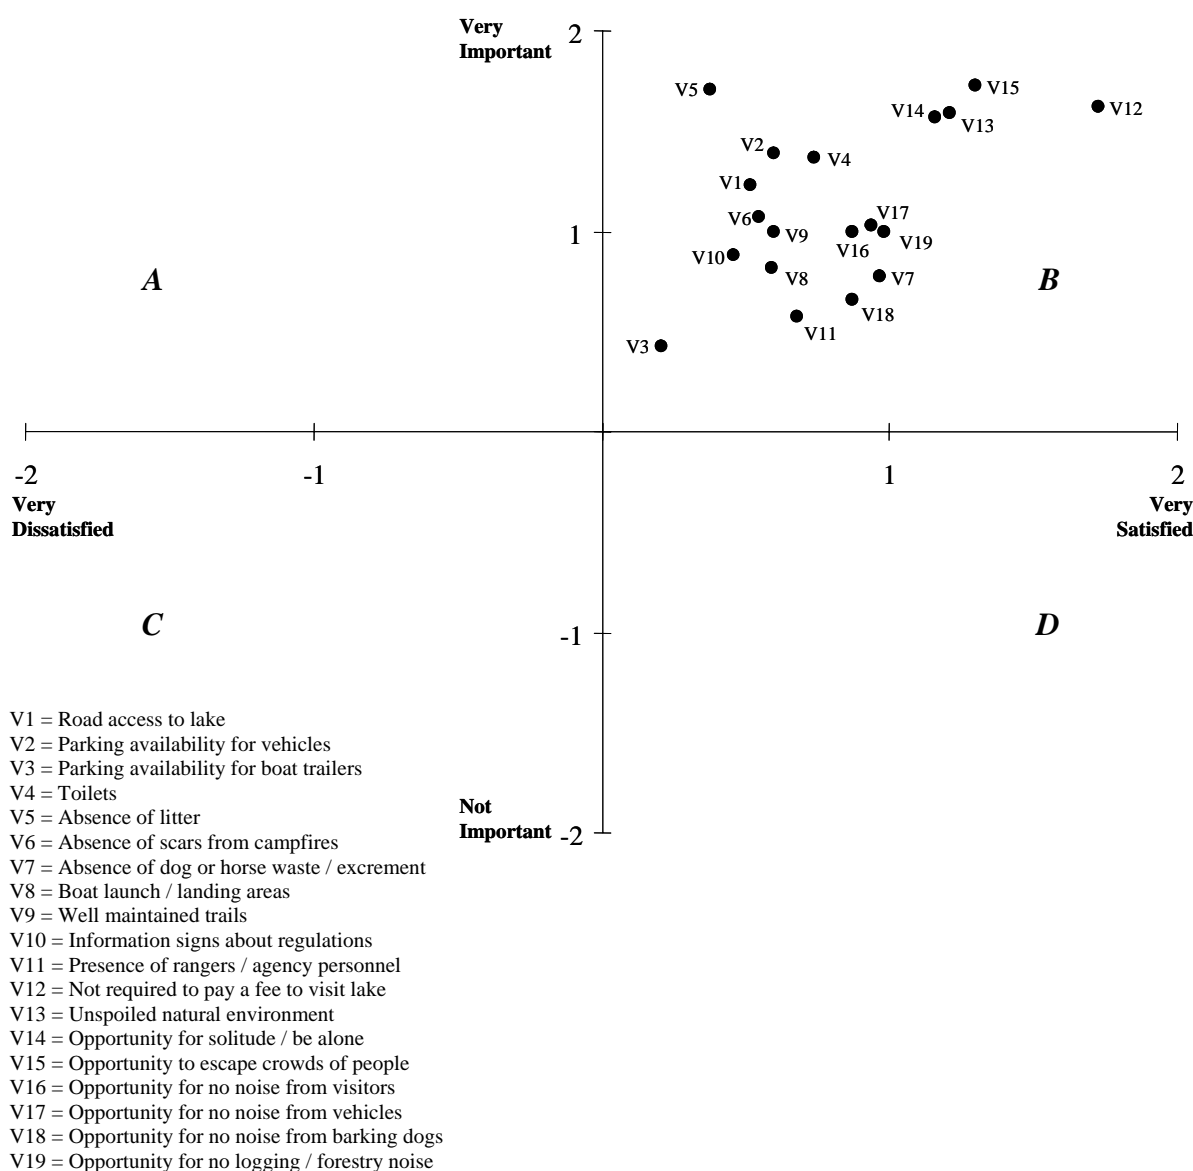 Very
Important
2
V5
V15
V14
V12
V13
V2
V4
V1
V17
V6
V9
1
V16
V19
V10
A
V8
V7
B
V18
V11
V3
-2
-1
1
2
Very
Dissatisfied
Very
Satisfied
C
D
-1
V1 = Road access to lake
V2 = Parking availability for vehicles
V3 = Parking availability for boat trailers
V4 = Toilets
Not
Important
-2
V5 = Absence of litter
V6 = Absence of scars from campfires
V7 = Absence of dog or horse waste / excrement
V8 = Boat launch / landing areas
V9 = Well maintained trails
V10 = Information signs about regulations
V11 = Presence of rangers / agency personnel
V12 = Not required to pay a fee to visit lake
V13 = Unspoiled natural environment
V14 = Opportunity for solitude / be alone
V15 = Opportunity to escape crowds of people
V16 = Opportunity for no noise from visitors
V17 = Opportunity for no noise from vehicles
V18 = Opportunity for no noise from barking dogs
V19 = Opportunity for no logging / forestry noise